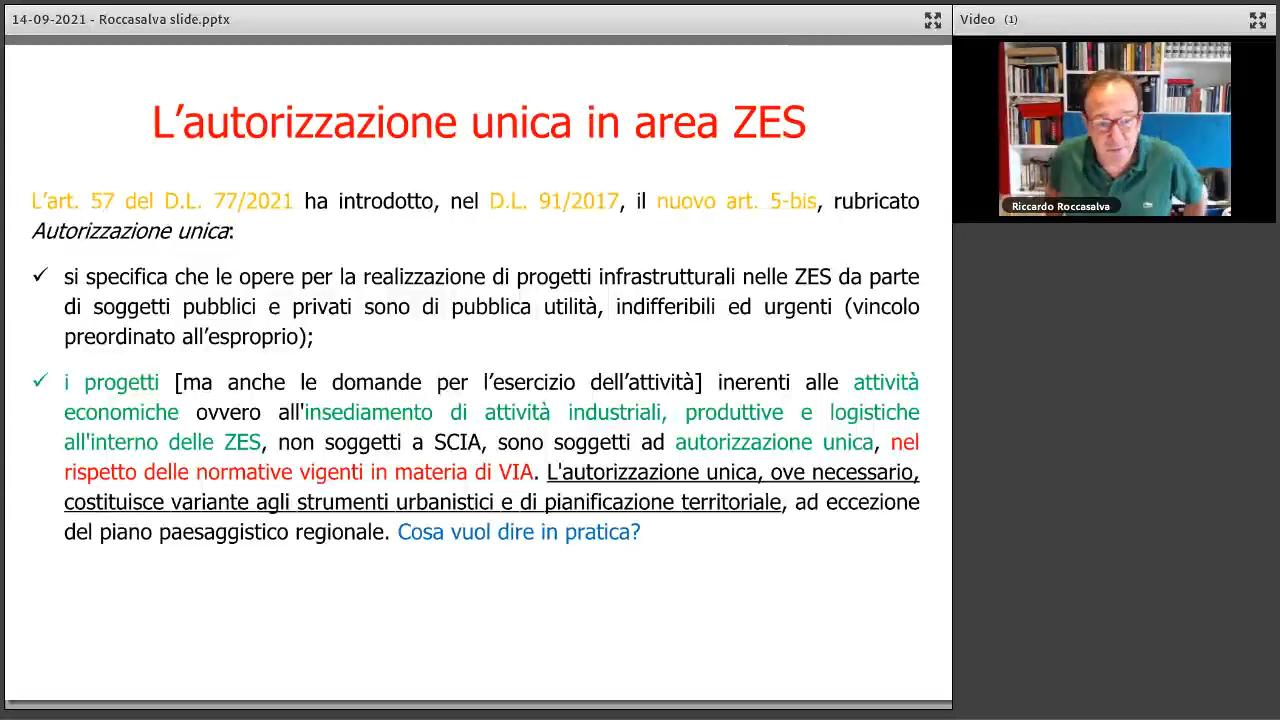 14-09-2021 - Roccasalva slide.pptx
Video (1)
L’autorizzazione unica in area ZES
L’art. 57 del D.L. 77/2021 ha introdotto, nel D.L. 91/2017, il nuovo art. 5-bis, rubricato
Autorizzazione unica:
✓ si specifica che le opere per la realizzazione di progetti infrastrutturali nelle ZES da parte
di soggetti pubblici e privati sono di pubblica utilità, indifferibili ed urgenti (vincolo
preordinato all’esproprio);
✓ i progetti [ma anche le domande per l’esercizio dell’attività] inerenti alle attività
economiche ovvero all'insediamento di attività industriali, produttive e logistiche
all'interno delle ZES, non soggetti a SCIA, sono soggetti ad autorizzazione unica, nel
rispetto delle normative vigenti in materia di VIA. L'autorizzazione unica, ove necessario,
costituisce variante agli strumenti urbanistici e di pianificazione territoriale, ad eccezione
del piano paesaggistico regionale. Cosa vuol dire in pratica?
Riccardo Roccasalva